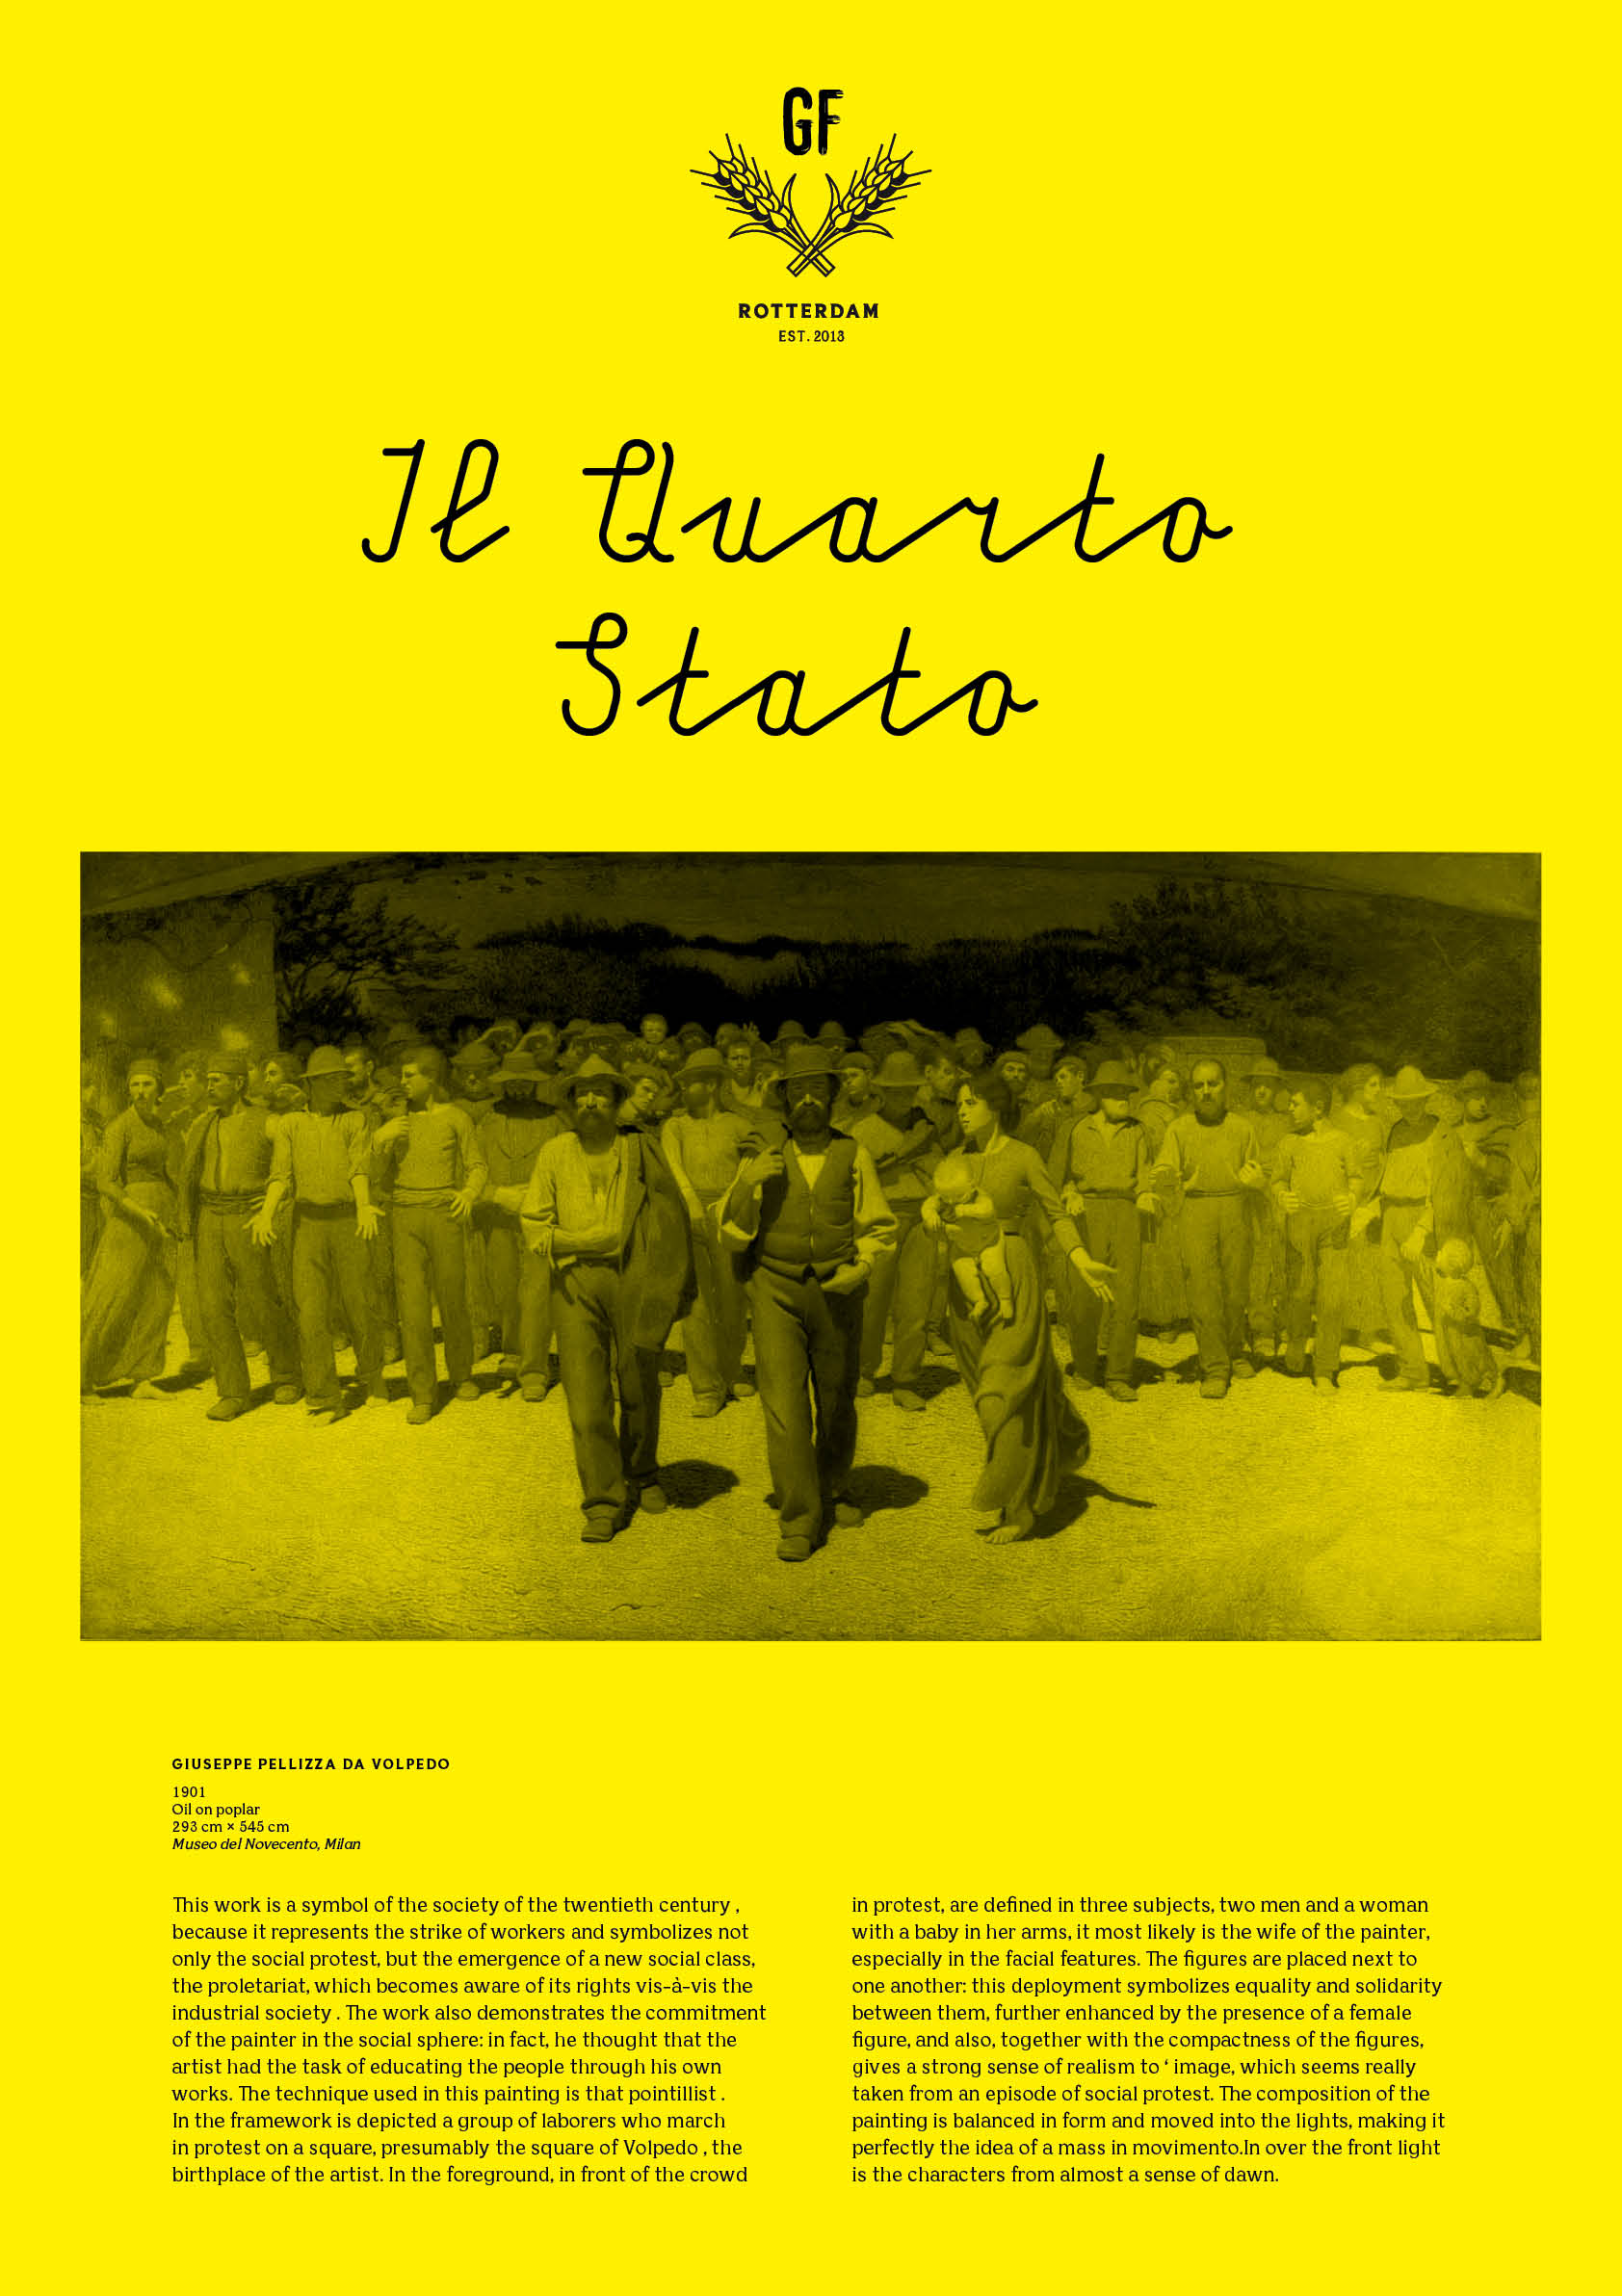 GF
ROTTERDAM
EST. 2013
Il Quarto
Stato
GIUSEPPE PELLIZZA DA VOLPEDO
1901
Oil on poplar
293 cm × 545 cm
Museo del Novecento, Milan
This work is a symbol of the society of the twentieth century ,
because it represents the strike of workers and symbolizes not
only the social protest, but the emergence of a new social class,
the proletariat, which becomes aware of its rights vis-à-vis the
industrial society . The work also demonstrates the commitment
of the painter in the social sphere: in fact, he thought that the
artist had the task of educating the people through his own
works. The technique used in this painting is that pointillist .
In the framework is depicted a group of laborers who march
in protest on a square, presumably the square of Volpedo , the
birthplace of the artist. In the foreground, in front of the crowd
in protest, are defined in three subjects, two men and a woman
with a baby in her arms, it most likely is the wife of the painter,
especially in the facial features. The figures are placed next to
one another: this deployment symbolizes equality and solidarity
between them, further enhanced by the presence of a female
figure, and also, together with the compactness of the figures,
gives a strong sense of realism to ‘ image, which seems really
taken from an episode of social protest. The composition of the
painting is balanced in form and moved into the lights, making it
perfectly the idea of a mass in movimento.In over the front light
is the characters from almost a sense of dawn.